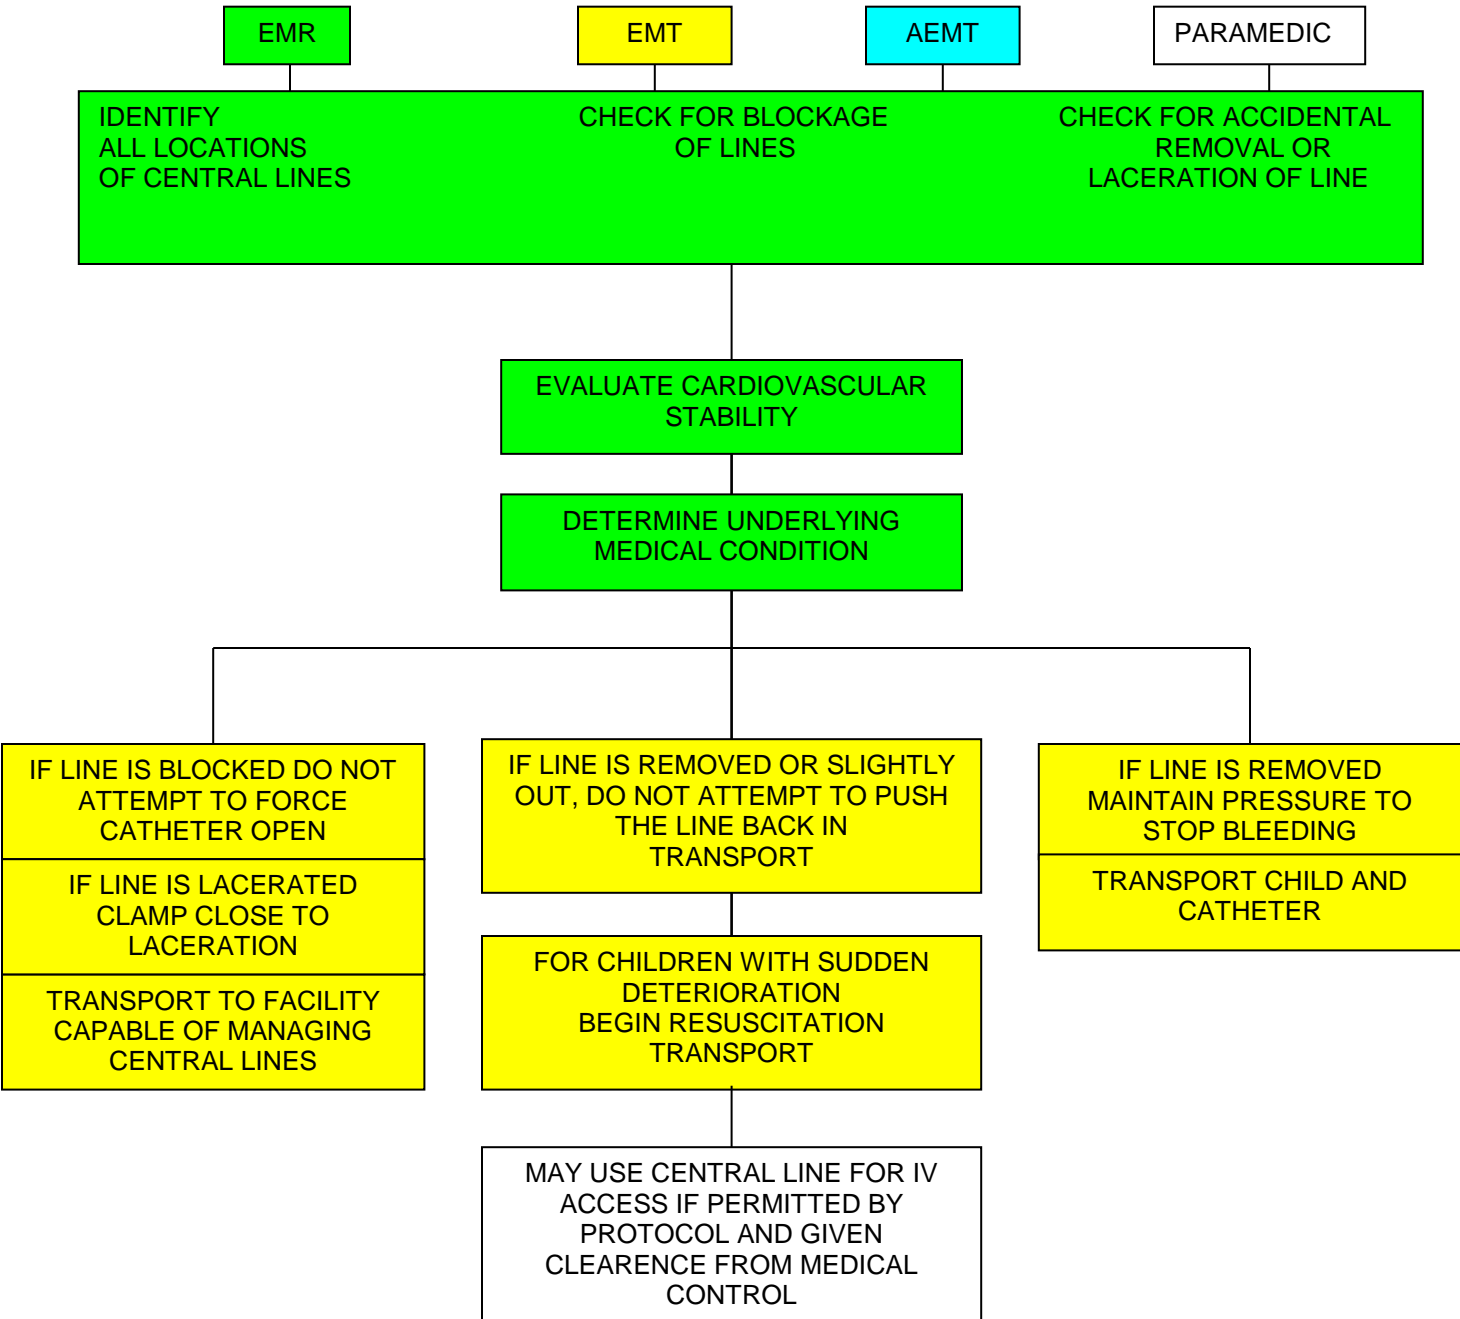 EMR
EMT
AEMT
PARAMEDIC
IDENTIFY
ALL LOCATIONS
OF CENTRAL LINES
CHECK FOR BLOCKAGE
OF LINES
CHECK FOR ACCIDENTAL
REMOVAL OR
LACERATION OF LINE
EVALUATE CARDIOVASCULAR
STABILITY
DETERMINE UNDERLYING
MEDICAL CONDITION
IF LINE IS BLOCKED DO NOT
ATTEMPT TO FORCE
CATHETER OPEN
IF LINE IS LACERATED
CLAMP CLOSE TO
LACERATION
TRANSPORT TO FACILITY
CAPABLE OF MANAGING
CENTRAL LINES
IF LINE IS REMOVED OR SLIGHTLY
OUT, DO NOT ATTEMPT TO PUSH
THE LINE BACK IN
TRANSPORT
FOR CHILDREN WITH SUDDEN
DETERIORATION
BEGIN RESUSCITATION
TRANSPORT
MAY USE CENTRAL LINE FOR IV
ACCESS IF PERMITTED BY
PROTOCOL AND GIVEN
CLEARENCE FROM MEDICAL
CONTROL
IF LINE IS REMOVED
MAINTAIN PRESSURE TO
STOP BLEEDING
TRANSPORT CHILD AND
CATHETER